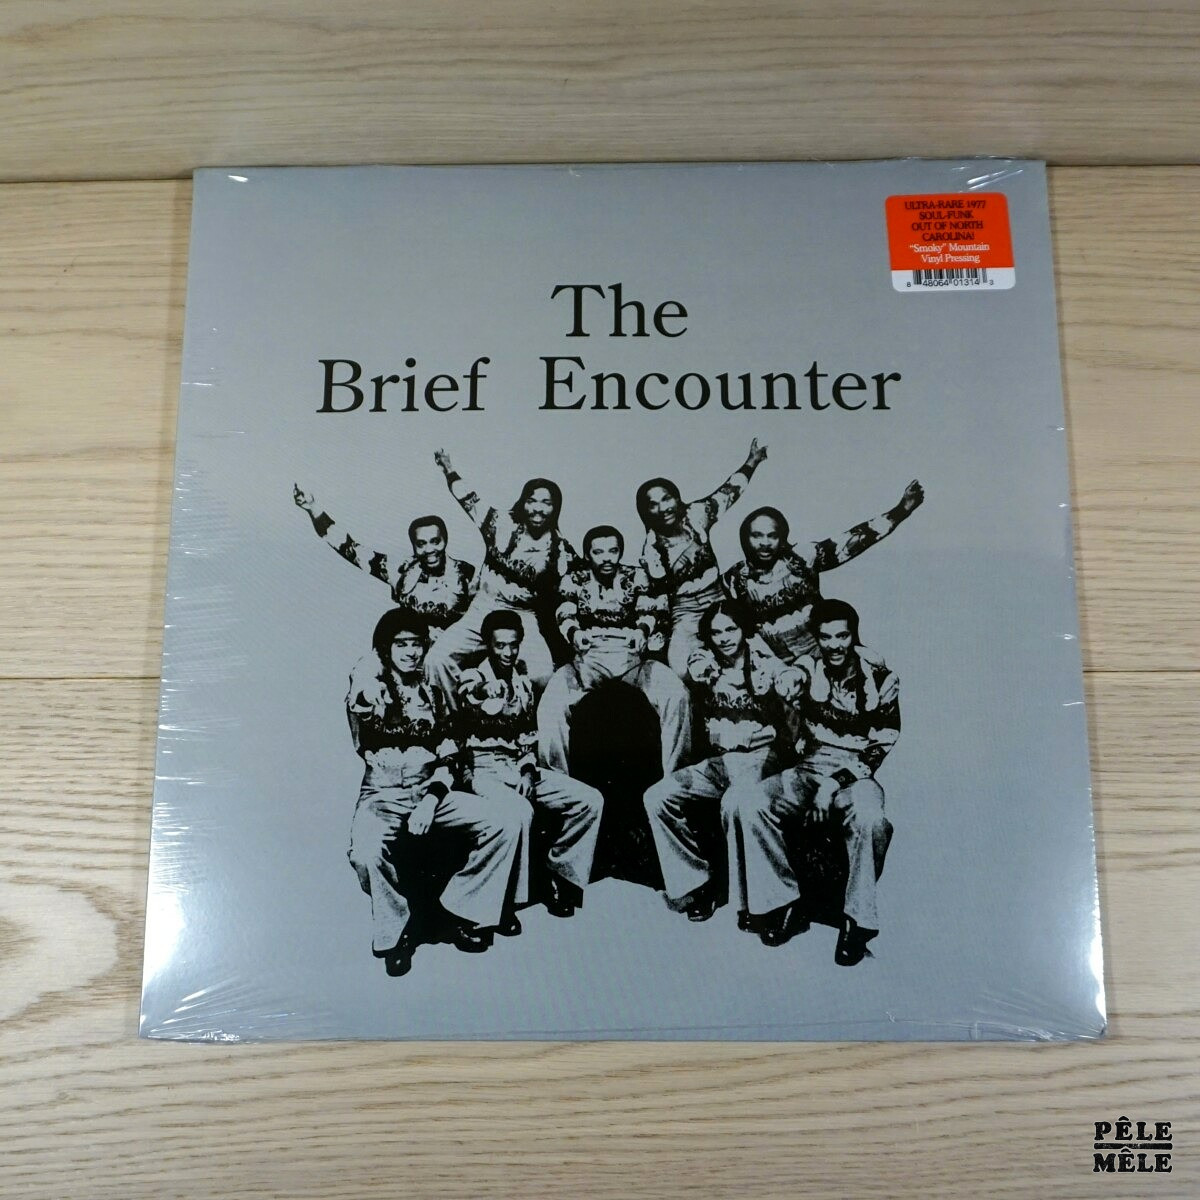 ULTRA-RARE 1977
SOUL-FUNK
OUT OF NORTH
CAROLINA!
"Smoky" Mountain
Vinyl Pressing
8 48064 01314 3
The
Brief Encounter
PÊLE
MÊLE